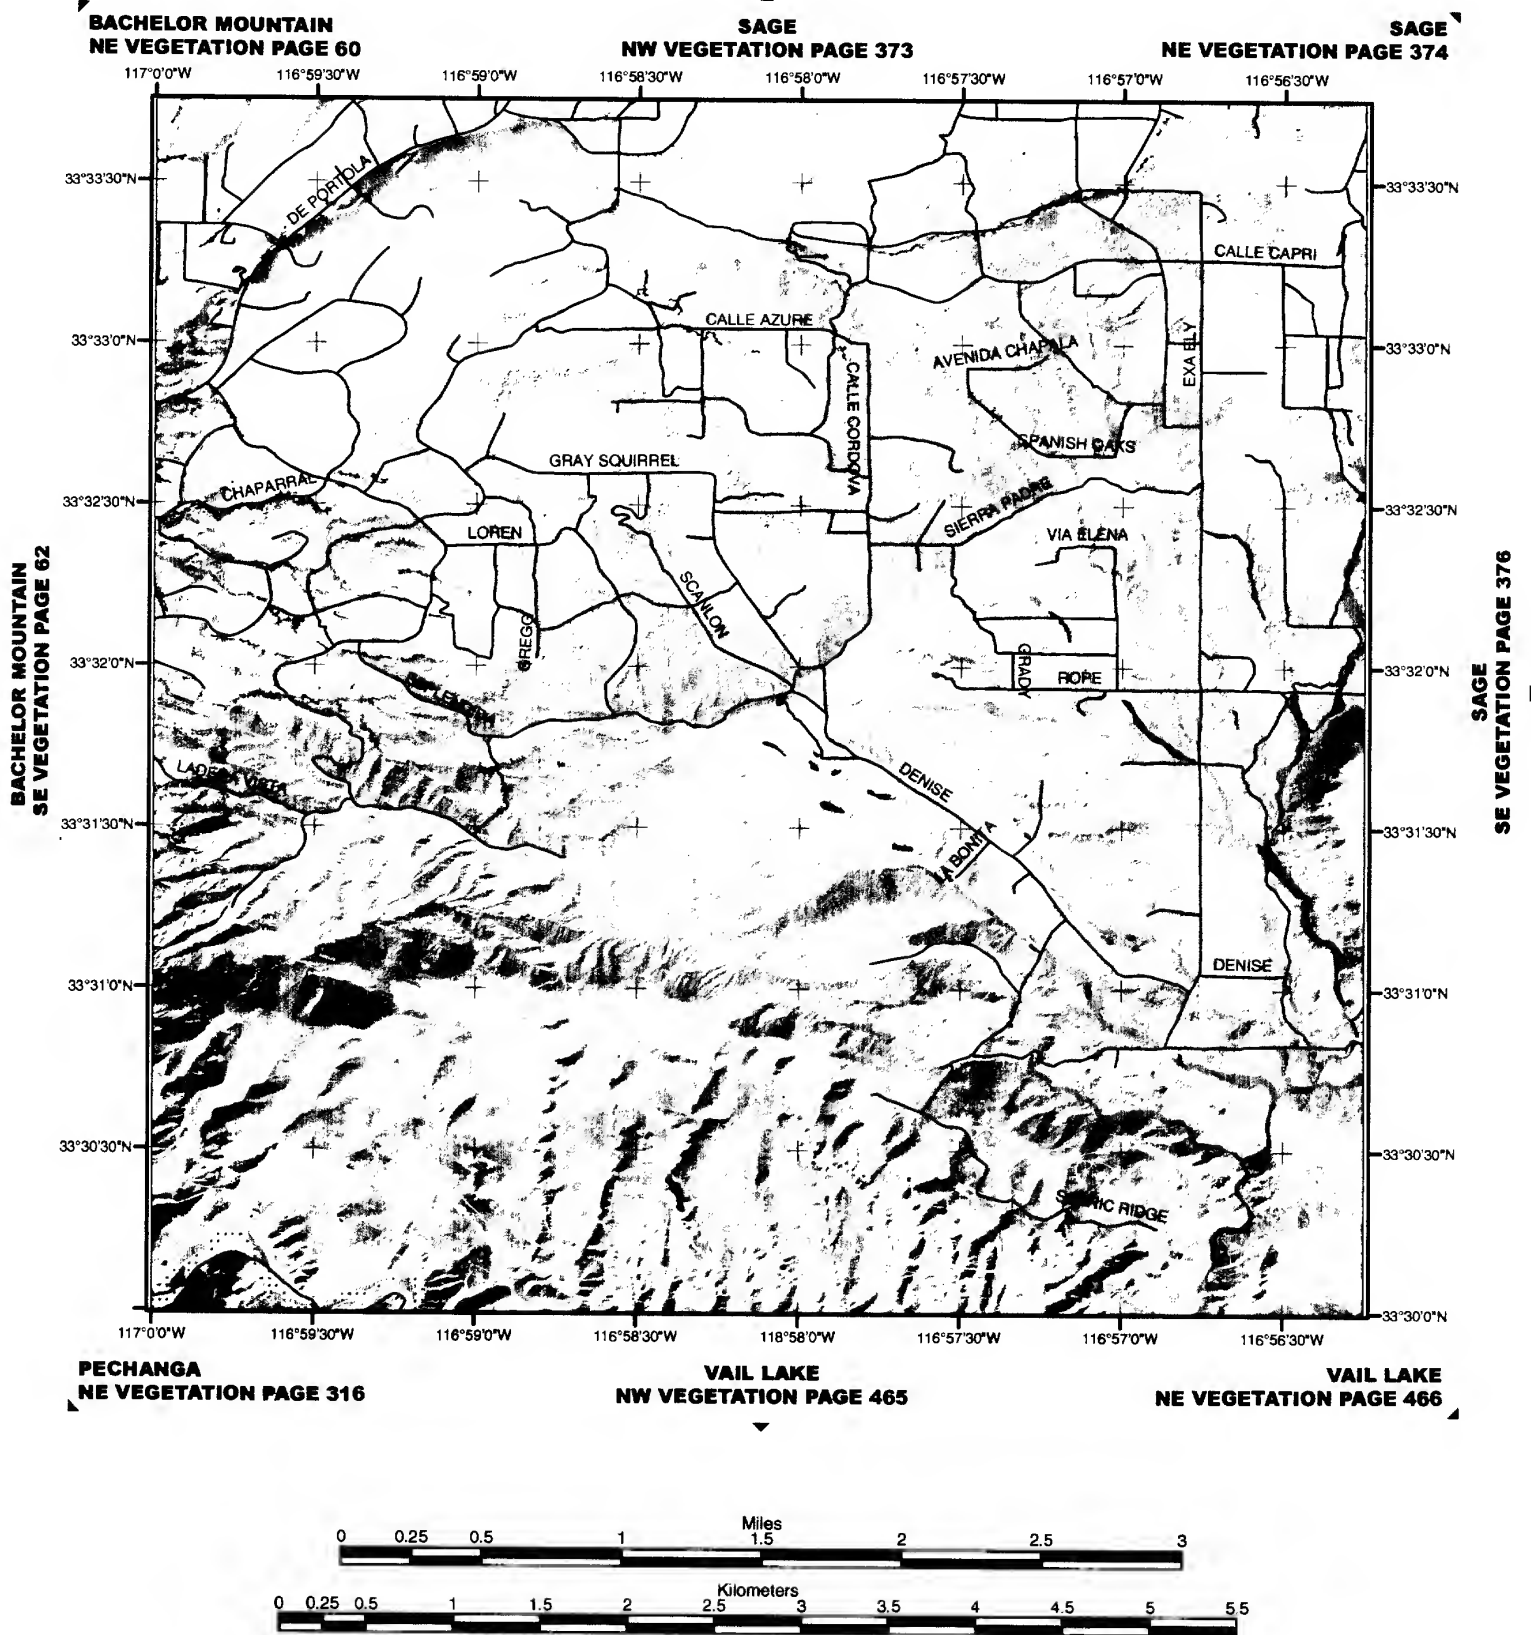 BACHELOR MOUNTAIN
NE VEGETATION PAGE 60
SAGE
NW VEGETATION PAGE 373
SAGE
NE VEGETATION PAGE 374
117°0'0"W
116°59'30"W
116°59'0"W
116°58'30"W
116°58'0"W
116°57'30"W
116°57'0"W
116°56'30"W
33°33'30"N
33°33'30"N
DE PORTOLA
CALLE CAPRI
CALLE AZURE
33°33'0"N
33°33'0"N
AVENIDA CHAPALA
EXA ELY
CALLE CORDOVA
SPANISH OAKS
GRAY SQUIRREL
CHAPARRAL
33°32'30"N
33°32'30"N
SIERRA PADRE
LOREN
VIA ELENA
BACHELOR MOUNTAIN
SE VEGETATION PAGE 62
SAGE
SE VEGETATION PAGE 376
SCANLON
GREGG
33°32'0"N
33°32'0"N
GRADY
ROPE
LADERA VISTA
DENISE
33°31'30"N
33°31'30"N
LA BONITA
DENISE
33°31'0"N
33°31'0"N
33°30'30"N
33°30'30"N
SCENIC RIDGE
33°30'0"N
117°0'0"W
116°59'30"W
116°59'0"W
116°58'30"W
118°58'0"W
116°57'30"W
116°57'0"W
116°56'30"W
PECHANGA
NE VEGETATION PAGE 316
VAIL LAKE
NW VEGETATION PAGE 465
VAIL LAKE
NE VEGETATION PAGE 466
Miles
0 0.25 0.5 1 1.5 2 2.5 3
Kilometers
0 0.25 0.5 1 1.5 2 2.5 3 3.5 4 4.5 5 5.5